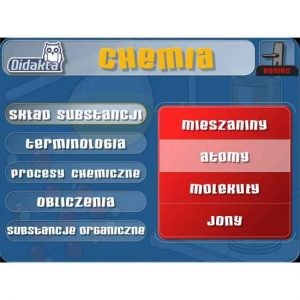 Didakta
CHEMIA
KONIEC
SKŁAD SUBSTANCJI
TERMINOLOGIA
PROCESY CHEMICZNE
OBLICZENIA
SUBSTANCJE ORGANICZNE
MIESZANINY
ATOMY
MOLEKUŁY
JONY